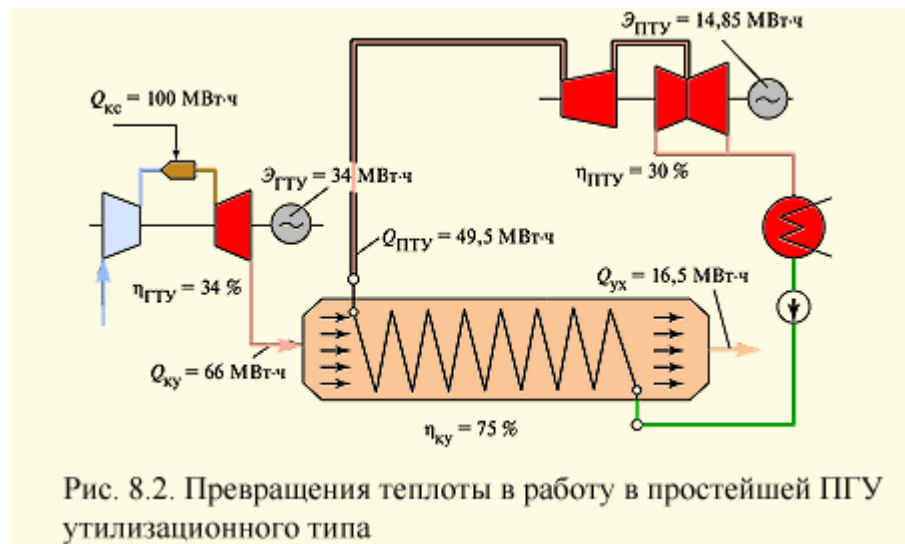 Э_ПТУ = 14,85 МВт·ч
Q_кс = 100 МВт·ч
Э_ГТУ = 34 МВт·ч
η_ПТУ = 30 %
Q_ПТУ = 49,5 МВт·ч
Q_ух = 16,5 МВт·ч
η_ГТУ = 34 %
Q_ку = 66 МВт·ч
η_ку = 75 %
Рис. 8.2. Превращения теплоты в работу в простейшей ПГУ
утилизационного типа